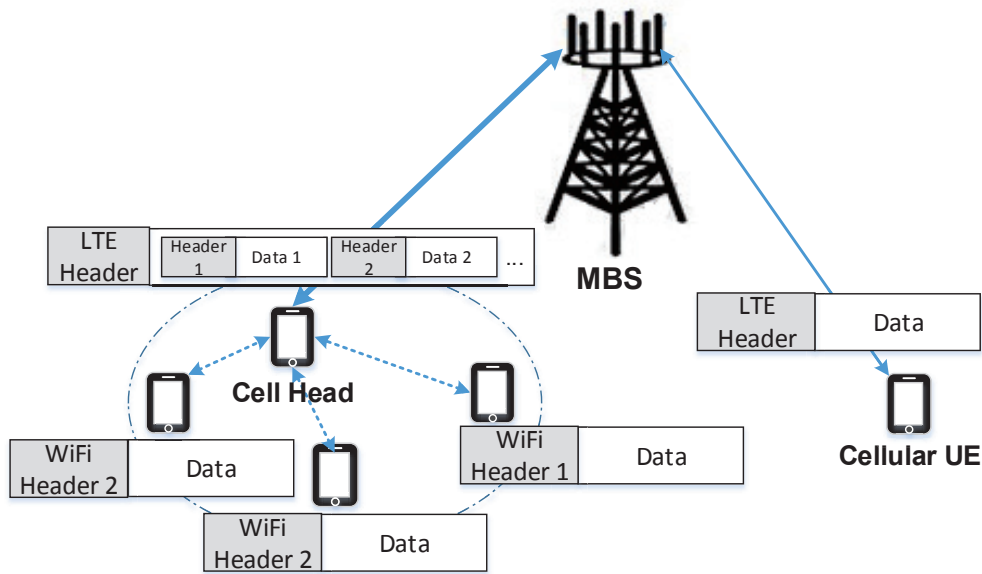 LTE
Header
Header
1
Data 1
Header
2
Data 2
...
MBS
LTE
Header
Data
Cell Head
Cellular UE
WiFi
Header 2
Data
WiFi
Header 1
Data
WiFi
Header 2
Data